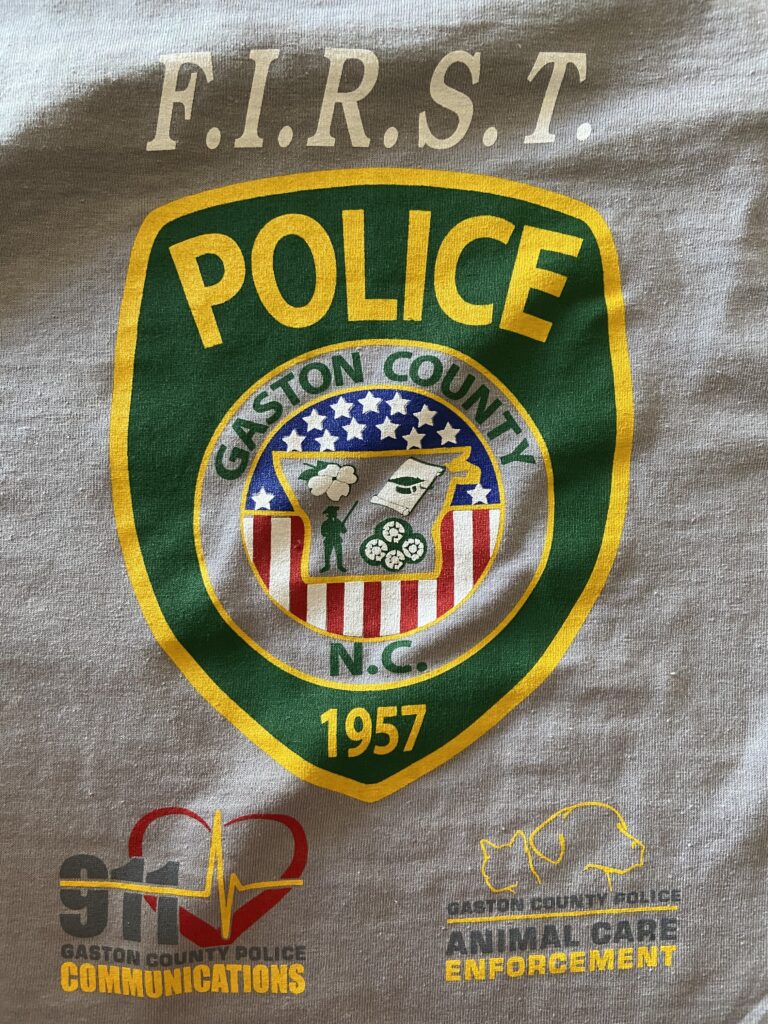 F.I.R.S.T.
POLICE
GASTON COUNTY
N.C.
1957
911
GASTON COUNTY POLICE
COMMUNICATIONS
GASTON COUNTY POLICE
ANIMAL CARE
ENFORCEMENT